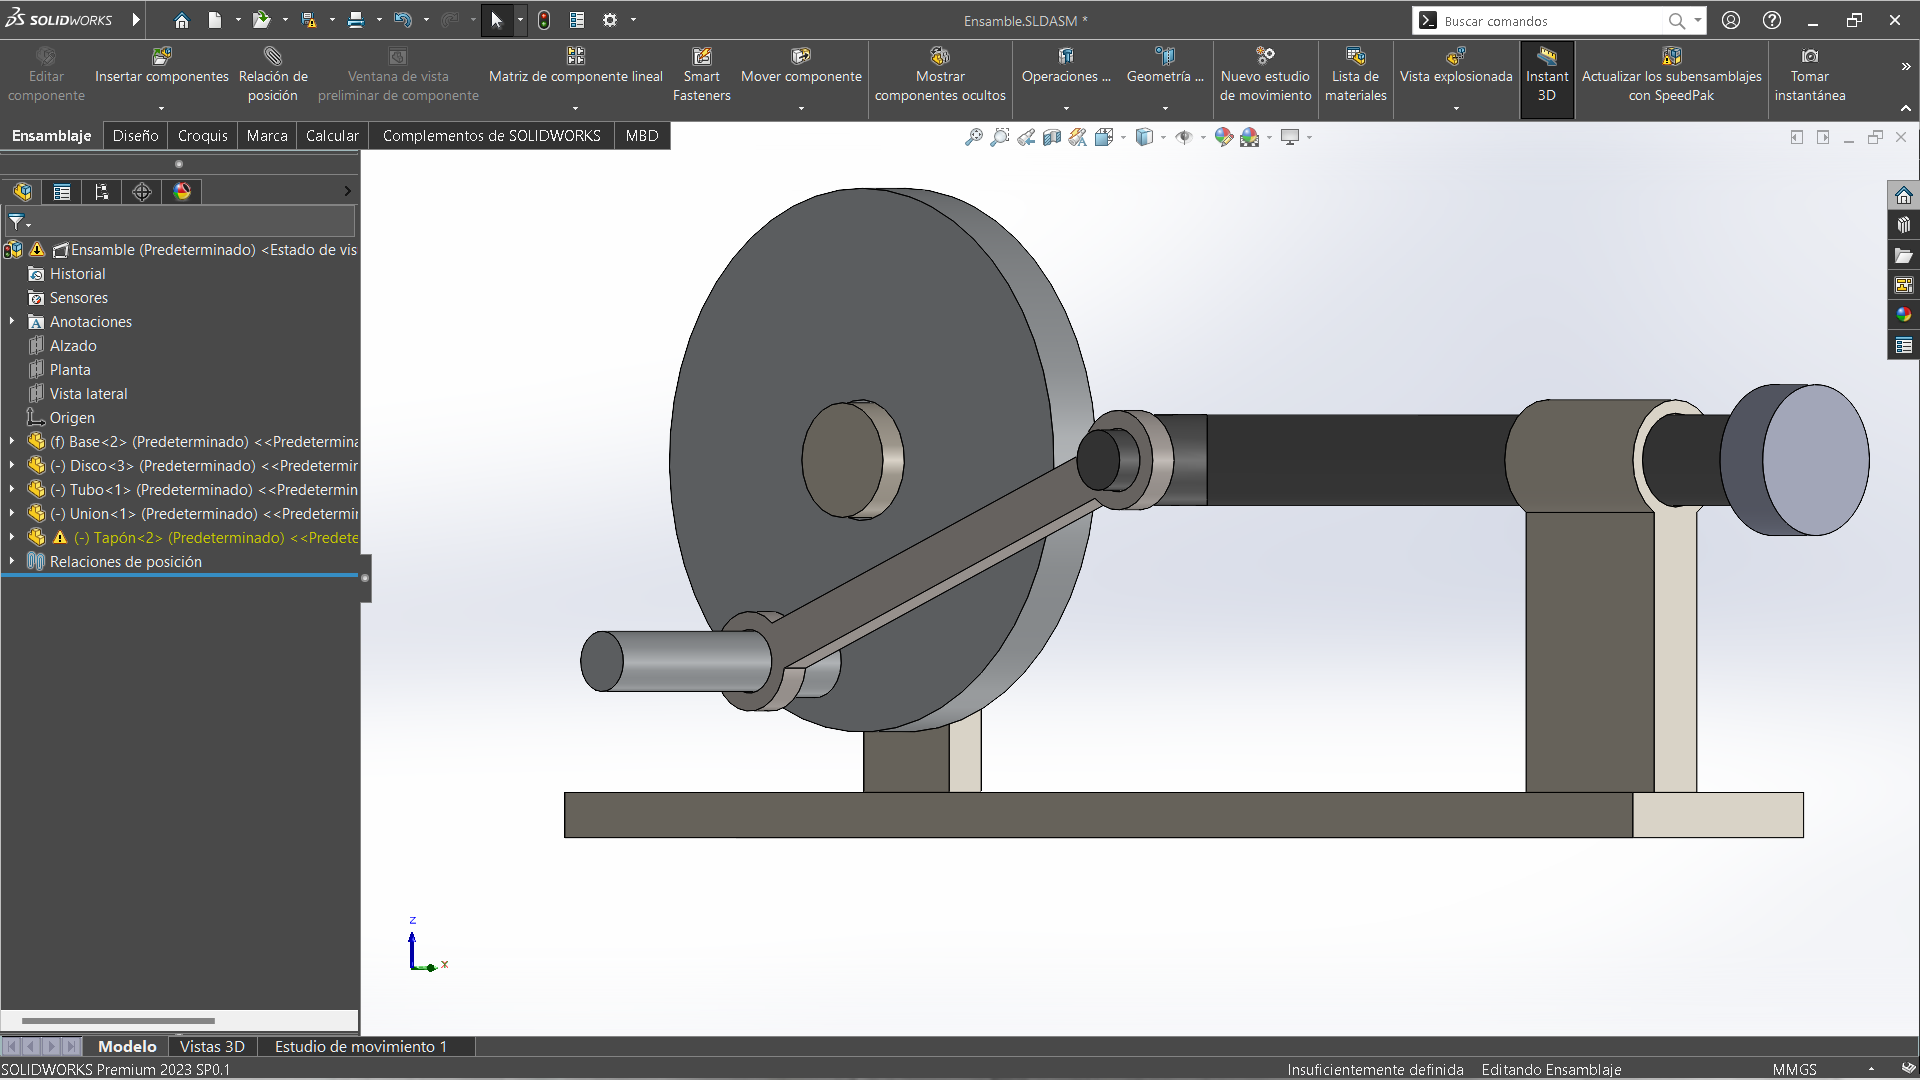 SOLIDWORKS
Ensamble.SLDASM *
Buscar comandos
Editar componente
Insertar componentes
Relación de posición
Ventana de vista preliminar de componente
Matriz de componente lineal
Smart Fasteners
Mover componente
Mostrar componentes ocultos
Operaciones ...
Geometría ...
Nuevo estudio de movimiento
Lista de materiales
Vista explosionada
Instant 3D
Actualizar los subensamblajes con SpeedPak
Tomar instantánea
Ensamblaje
Diseño
Croquis
Marca
Calcular
Complementos de SOLIDWORKS
MBD
Ensamble (Predeterminado) <Estado de vis
Historial
Sensores
Anotaciones
Alzado
Planta
Vista lateral
Origen
(f) Base<2> (Predeterminado) <<Predetermina
(-) Disco<3> (Predeterminado) <<Predetermir
(-) Tubo<1> (Predeterminado) <<Predetermin
(-) Union<1> (Predeterminado) <<Predetermir
(-) Tapón<2> (Predeterminado) <<Predete
Relaciones de posición
z
x
Modelo
Vistas 3D
Estudio de movimiento 1
SOLIDWORKS Premium 2023 SP0.1
Insuficientemente definida
Editando Ensamblaje
MMGS